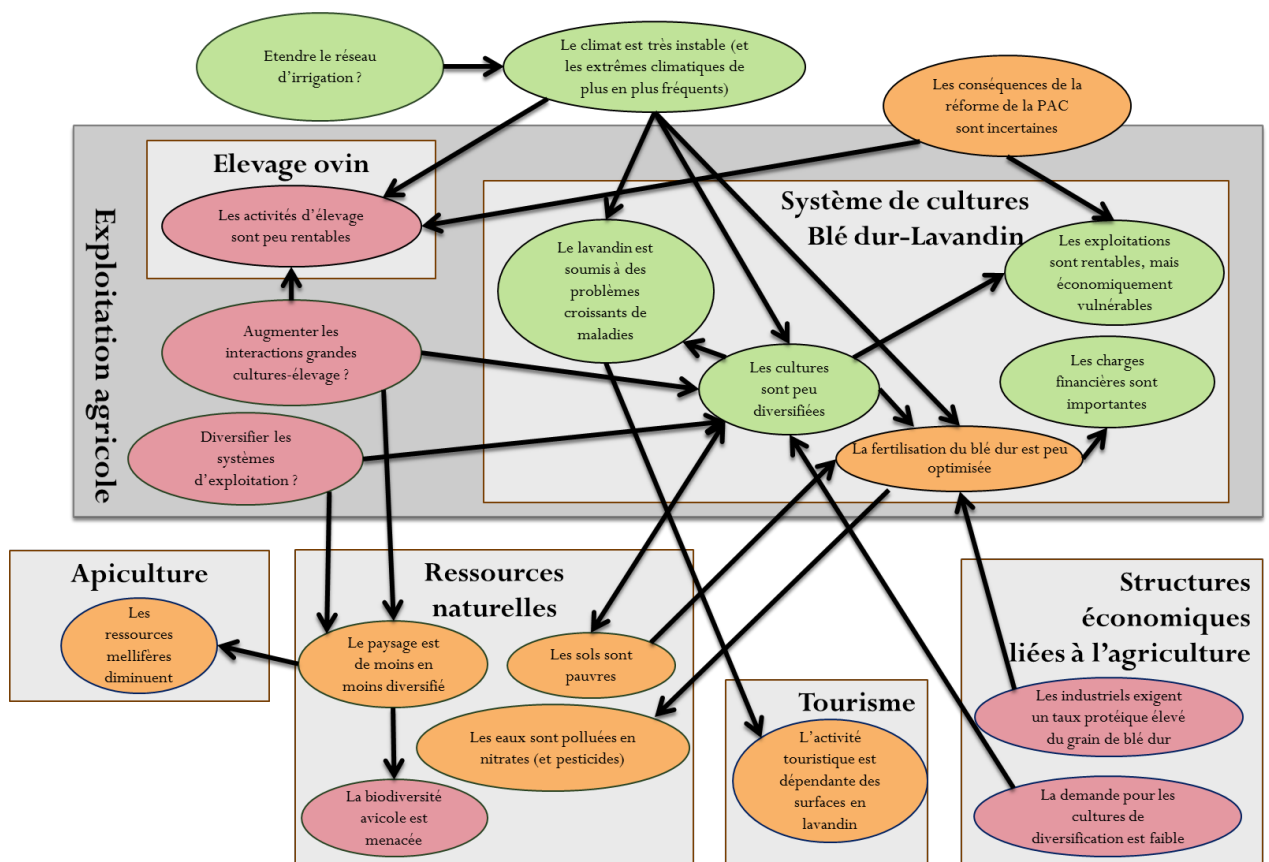 Etendre le réseau
d'irrigation ?
Le climat est très instable (et
les extrêmes climatiques de
plus en plus fréquents)
Les conséquences de la
réforme de la PAC
sont incertaines
Exploitation agricole
Elevage ovin
Les activités d'élevage
sont peu rentables
Système de cultures
Blé dur-Lavandin
Le lavandin est
soumis à des
problèmes
croissants de
maladies
Les exploitations
sont rentables, mais
économiquement
vulnérables
Augmenter les
interactions grandes
cultures-élevage ?
Les cultures
sont peu
diversifiées
Les charges
financières sont
importantes
Diversifier les
systèmes
d'exploitation ?
La fertilisation du blé dur est peu
optimisée
Apiculture
Les
ressources
mellifères
diminuent
Ressources
naturelles
Le paysage est
de moins en
moins diversifié
Les sols sont
pauvres
Les eaux sont polluées en
nitrates (et pesticides)
La biodiversité
avicole est
menacée
Tourisme
L'activité
touristique est
dépendante des
surfaces en
lavandin
Structures
économiques
liées à l'agriculture
Les industriels exigent
un taux protéique élevé
du grain de blé dur
La demande pour les
cultures de
diversification est faible